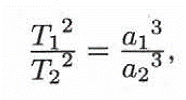 T₁²/T₂² = a₁³/a₂³,